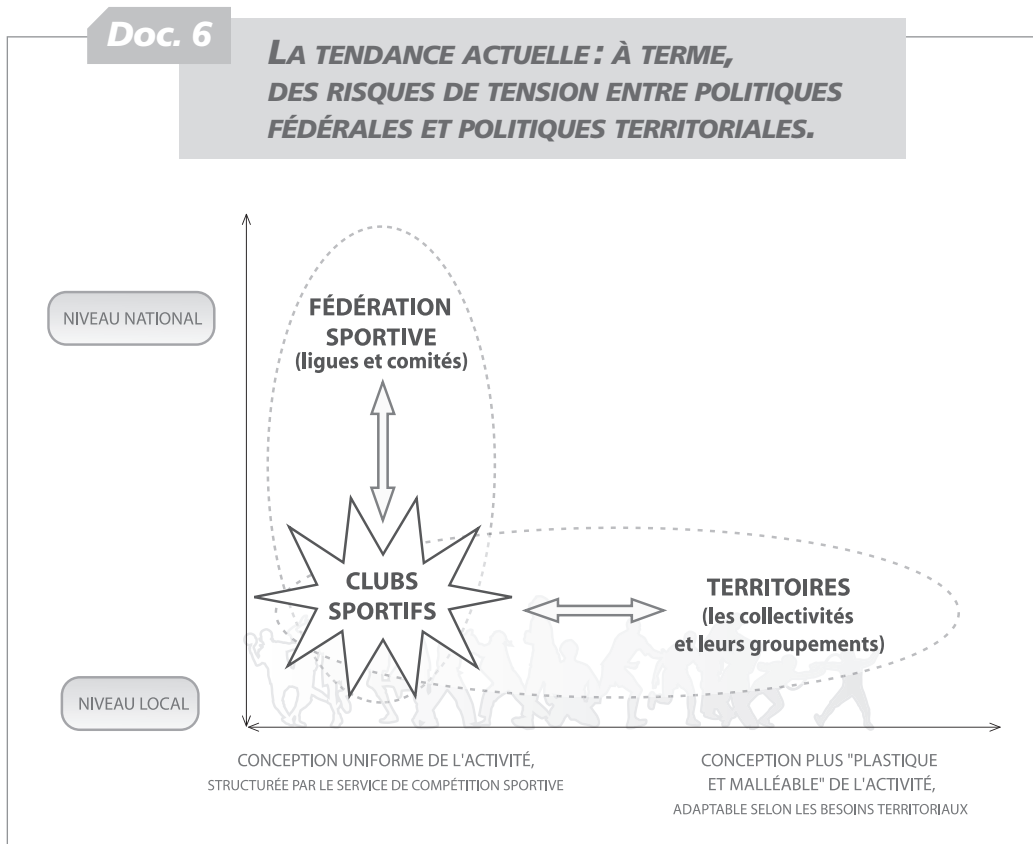 Doc. 6
LA TENDANCE ACTUELLE : À TERME,
DES RISQUES DE TENSION ENTRE POLITIQUES
FÉDÉRALES ET POLITIQUES TERRITORIALES.
NIVEAU NATIONAL
FÉDÉRATION
SPORTIVE
(ligues et comités)
CLUBS
SPORTIFS
TERRITOIRES
(les collectivités
et leurs groupements)
NIVEAU LOCAL
CONCEPTION UNIFORME DE L'ACTIVITÉ,
STRUCTURÉE PAR LE SERVICE DE COMPÉTITION SPORTIVE
CONCEPTION PLUS "PLASTIQUE
ET MALLÉABLE" DE L'ACTIVITÉ,
ADAPTABLE SELON LES BESOINS TERRITORIAUX